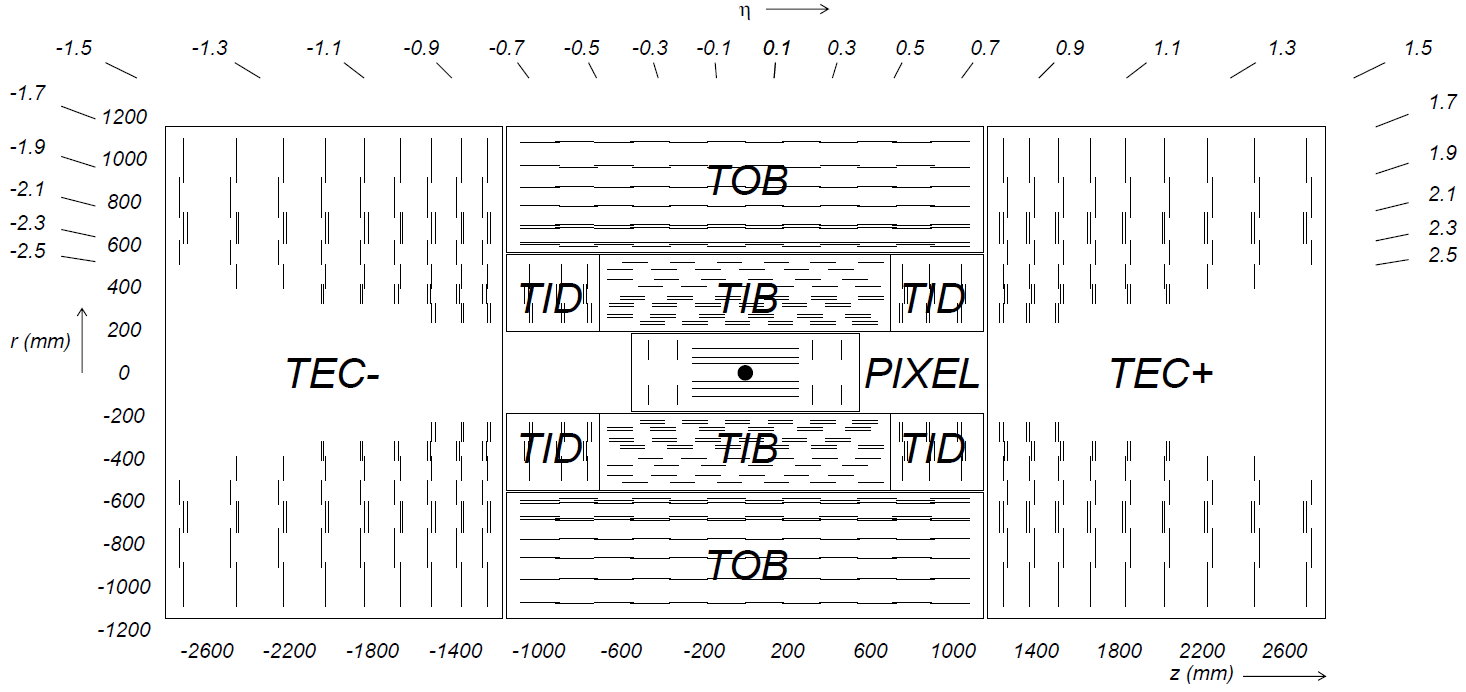 η
-1.5 -1.3 -1.1 -0.9 -0.7 -0.5 -0.3 -0.1 0.1 0.3 0.5 0.7 0.9 1.1 1.3 1.5
-1.7 1.7
1200
-1.9 1000 1.9
TOB
-2.1 800 2.1
-2.3 600 2.3
-2.5 2.5
400
TID TIB TID
200
r (mm)
0
TEC- PIXEL TEC+
-200
TID TIB TID
-400
-600
-800
TOB
-1000
-1200
-2600 -2200 -1800 -1400 -1000 -600 -200 200 600 1000 1400 1800 2200 2600
z (mm)